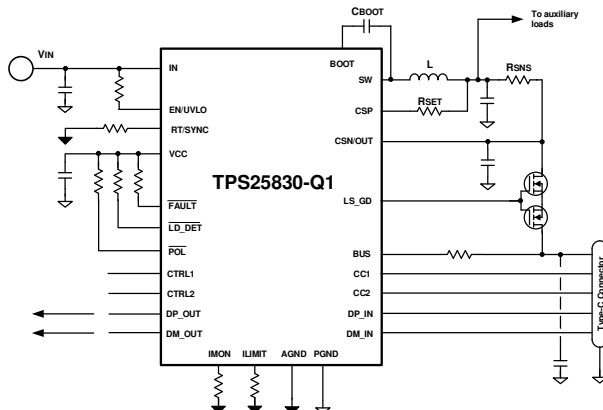 CBOOT
To auxiliary
loads
VIN
IN
BOOT
SW
L
RSNS
EN/UVLO
CSP
RSET
RT/SYNC
CSN/OUT
VCC
TPS25830-Q1
FAULT
LS_GD
LD_DET
POL
BUS
CTRL1
CC1
CTRL2
CC2
DP_OUT
DP_IN
DM_OUT
DM_IN
Type-C Connector
IMON
ILIMIT
AGND
PGND